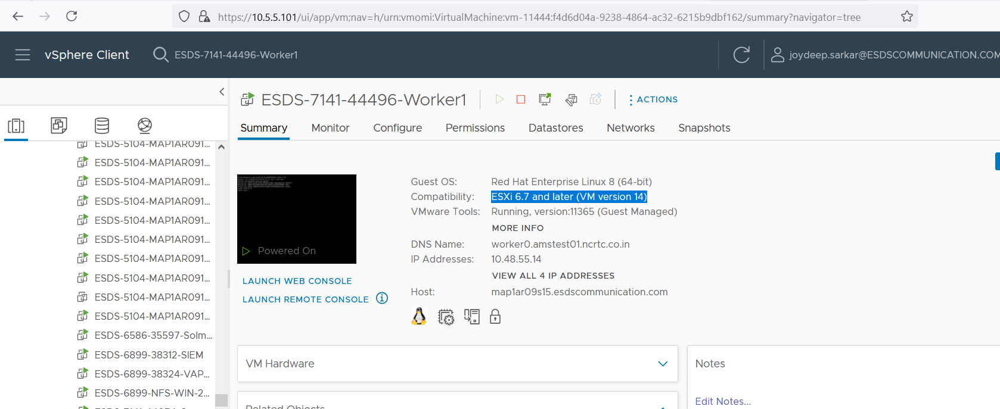 https://10.5.5.101/ui/app/vm;nav=h/urn:vmomi:VirtualMachine:vm-11444:f4d6d04a-9238-4864-ac32-6215b9dbf162/summary?navigator=tree
vSphere Client
ESDS-7141-44496-Worker1
joydeep.sarkar@ESDSCOMMUNICATION.COM
ESDS-5104-MAP1AR091...
ESDS-5104-MAP1AR091...
ESDS-5104-MAP1AR091...
ESDS-5104-MAP1AR091...
ESDS-5104-MAP1AR091...
ESDS-5104-MAP1AR091...
ESDS-5104-MAP1AR091...
ESDS-5104-MAP1AR091...
ESDS-5104-MAP1AR091...
ESDS-5104-MAP1AR091...
ESDS-6586-35597-Solm...
ESDS-6899-38312-SIEM
ESDS-6899-38324-VAP...
ESDS-6899-NFS-WIN-2...
ESDS-7141-44496-Worker1
ACTIONS
Summary
Monitor
Configure
Permissions
Datastores
Networks
Snapshots
Powered On
LAUNCH WEB CONSOLE
LAUNCH REMOTE CONSOLE
Guest OS: Red Hat Enterprise Linux 8 (64-bit)
Compatibility: ESXi 6.7 and later (VM version 14)
VMware Tools: Running, version:11365 (Guest Managed)
MORE INFO
DNS Name: worker0.amstest01.ncrtc.co.in
IP Addresses: 10.48.55.14
VIEW ALL 4 IP ADDRESSES
Host: map1ar09s15.esdscommunication.com
VM Hardware
Related Objects
Notes
Edit Notes...